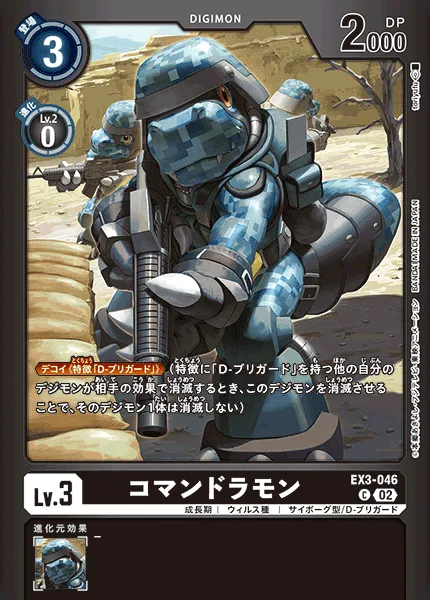 DIGIMON
登場
とうじょう
3
DP
2000
進化
Lv.2
0
デコイ《特徴「D-ブリガード」》(特徴に「D-ブリガード」を持つ他の自分の
デジモンが相手の効果で消滅するとき、このデジモンを消滅させる
ことで、そのデジモン1体は消滅しない)
Lv.3
コマンドラモン
EX3-046
C 02
成長期 | ウィルス種 | サイボーグ型/D-ブリガード
進化元効果
-
BANDAI MADE IN JAPAN